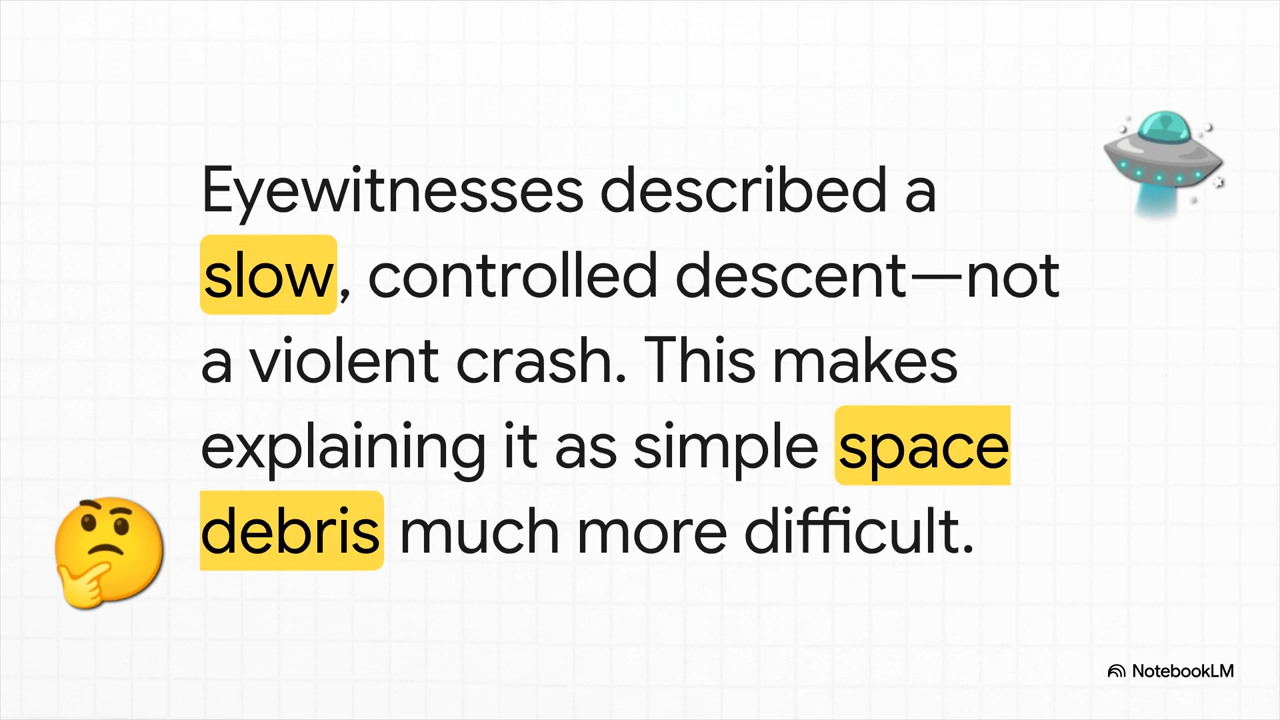 Eyewitnesses described a
slow, controlled descent—not
a violent crash. This makes
explaining it as simple space
debris much more difficult.
NotebookLM